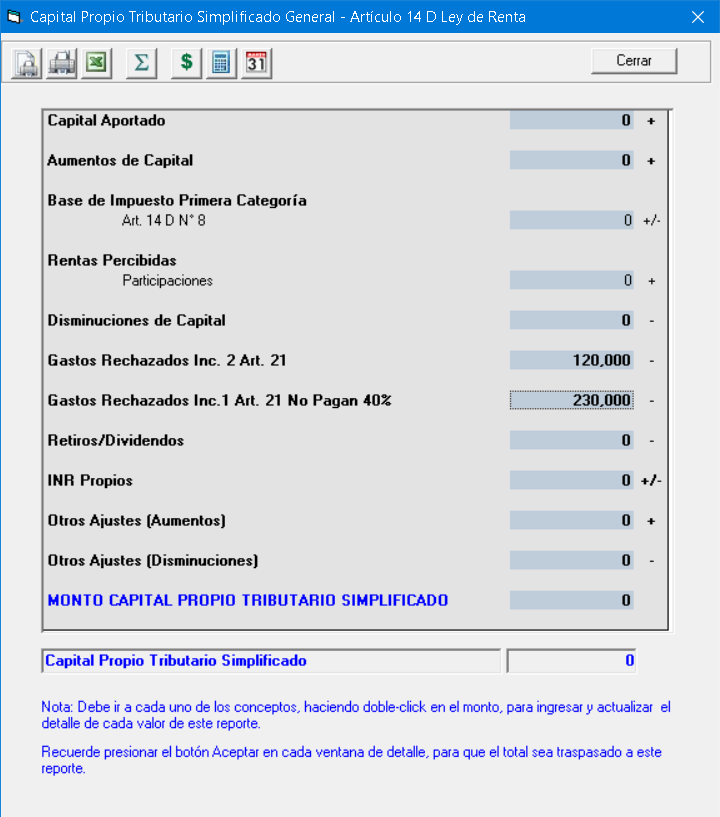 Capital Propio Tributario Simplificado General - Artículo 14 D Ley de Renta
Σ $ 31 Cerrar
Capital Aportado 0 +
Aumentos de Capital 0 +
Base de Impuesto Primera Categoría
Art. 14 D N° 8 0 +/-
Rentas Percibidas
Participaciones 0 +
Disminuciones de Capital 0 -
Gastos Rechazados Inc. 2 Art. 21 120,000 -
Gastos Rechazados Inc.1 Art. 21 No Pagan 40% 230,000 -
Retiros/Dividendos 0 -
INR Propios 0 +/-
Otros Ajustes (Aumentos) 0 +
Otros Ajustes (Disminuciones) 0 -
MONTO CAPITAL PROPIO TRIBUTARIO SIMPLIFICADO 0
Capital Propio Tributario Simplificado 0
Nota: Debe ir a cada uno de los conceptos, haciendo doble-click en el monto, para ingresar y actualizar el
detalle de cada valor de este reporte.
Recuerde presionar el botón Aceptar en cada ventana de detalle, para que el total sea traspasado a este
reporte.